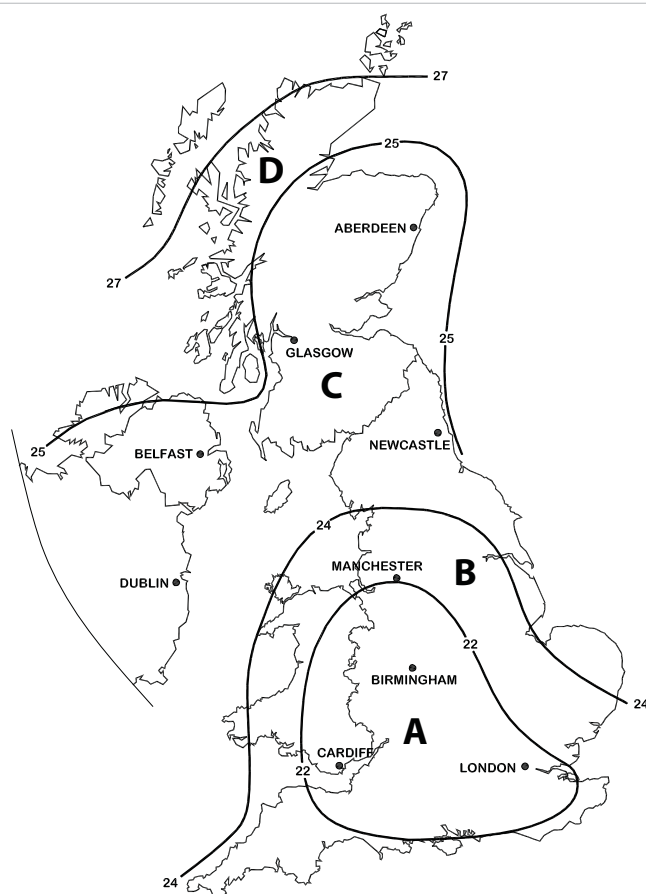 27
D
25
ABERDEEN
27
25
GLASGOW
C
25
NEWCASTLE
BELFAST
24
MANCHESTER
B
DUBLIN
22
BIRMINGHAM
24
A
CARDIFF
22
LONDON
24